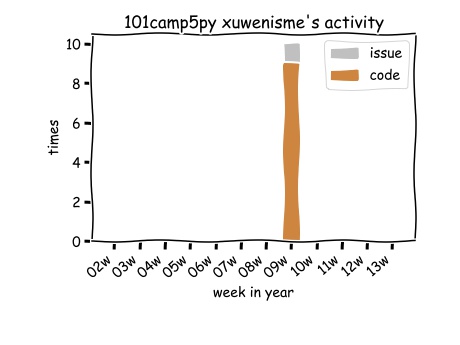 101camp5py xuwenisme's activity
10
8
6
4
2
0
times
issue
code
02w 03w 04w 05w 06w 07w 08w 09w 10w 11w 12w 13w
week in year